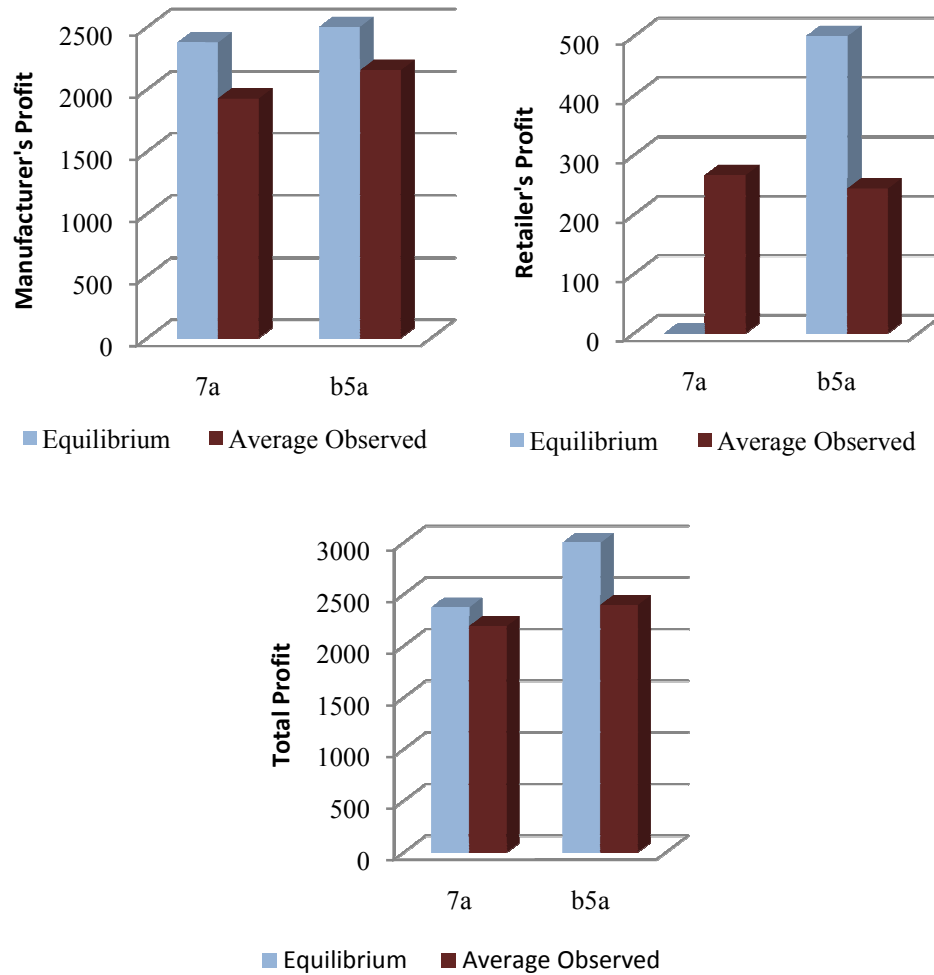 Manufacturer's Profit
2500
2000
1500
1000
500
0
7a b5a
Equilibrium Average Observed
Retailer's Profit
500
400
300
200
100
0
7a b5a
Equilibrium Average Observed
Total Profit
3000
2500
2000
1500
1000
500
0
7a b5a
Equilibrium Average Observed